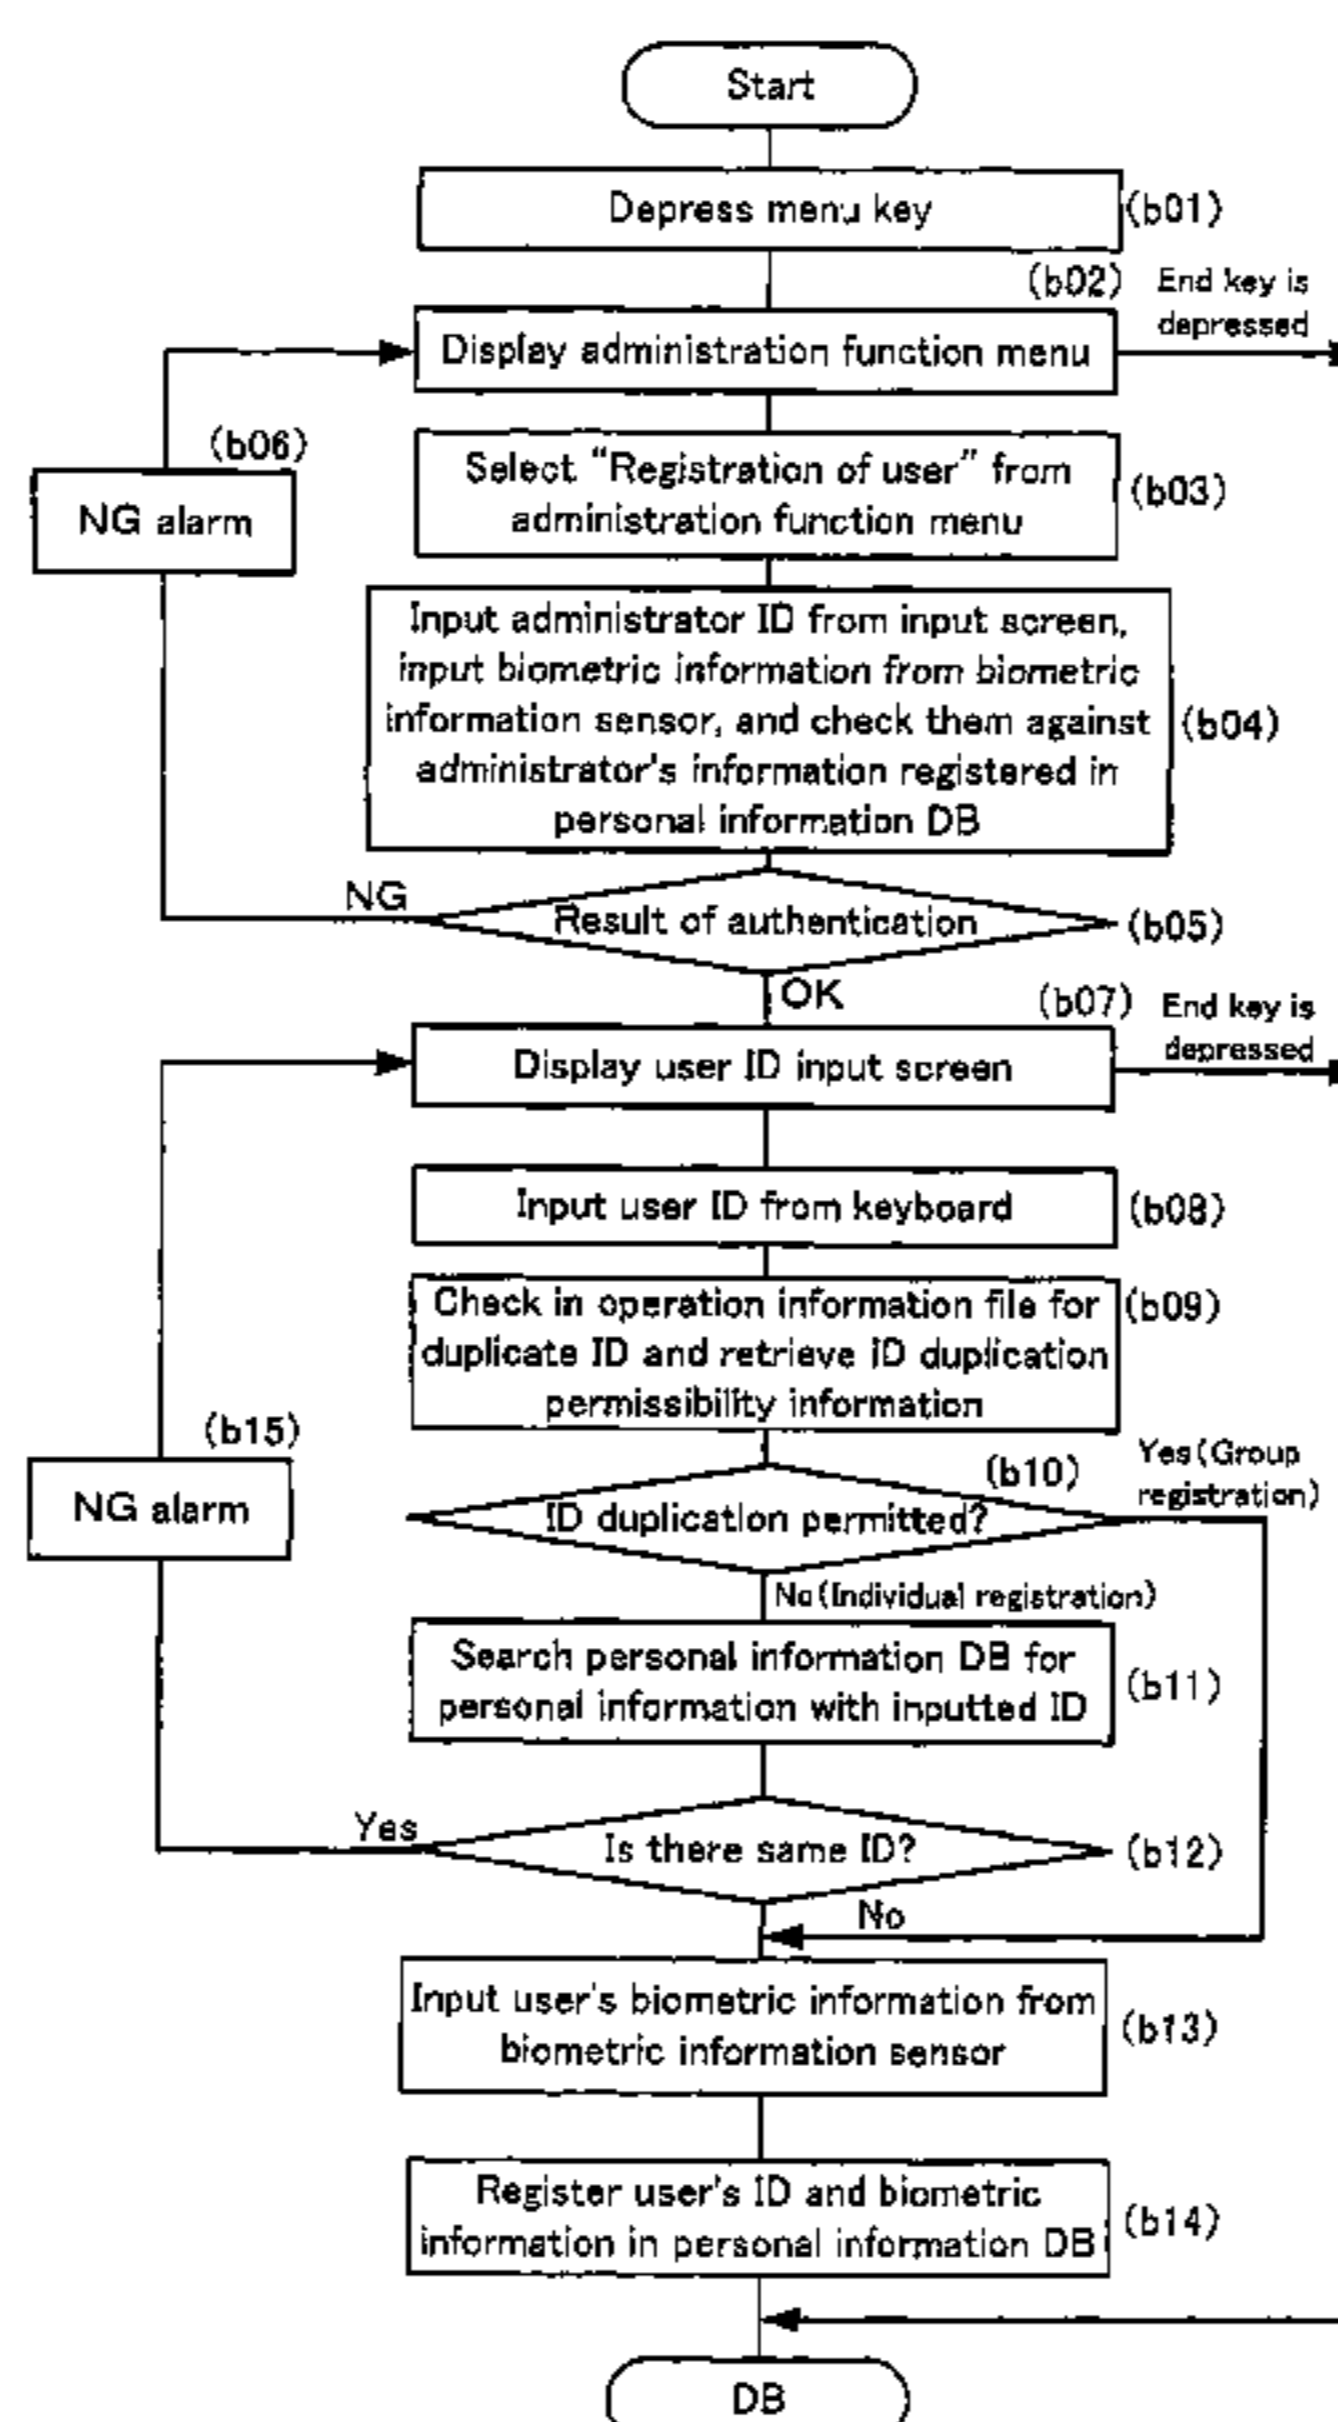 Start
Depress menu key
(b01)
(b02)
End key is
depressed
Display administration function menu
(b06)
NG alarm
Select “Registration of user” from
administration function menu
(b03)
Input administrator ID from input screen,
input biometric information from biometric
information sensor, and check them against
administrator's information registered in
personal information DB
(b04)
NG
Result of authentication
(b05)
OK
(b07)
End key is
depressed
Display user ID input screen
Input user ID from keyboard
(b08)
Check in operation information file for
duplicate ID and retrieve ID duplication
permissibility information
(b09)
(b15)
NG alarm
(b10)
Yes(Group
registration)
ID duplication permitted?
No(Individual registration)
Search personal information DB for
personal information with inputted ID
(b11)
Yes
Is there same ID?
(b12)
No
Input user's biometric information from
biometric information sensor
(b13)
Register user's ID and biometric
information in personal information DB
(b14)
DB